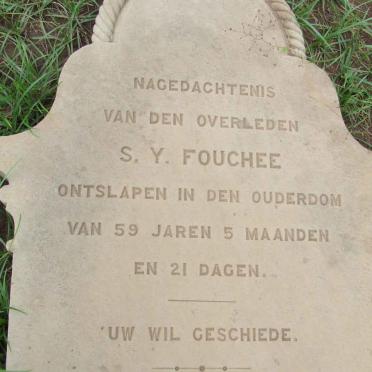 NAGEDACHTENIS
VAN DEN OVERLEDEN
S. Y. FOUCHEE
ONTSLAPEN IN DEN OUDERDOM
VAN 59 JAREN 5 MAANDEN
EN 21 DAGEN.
'UW WIL GESCHIEDE.